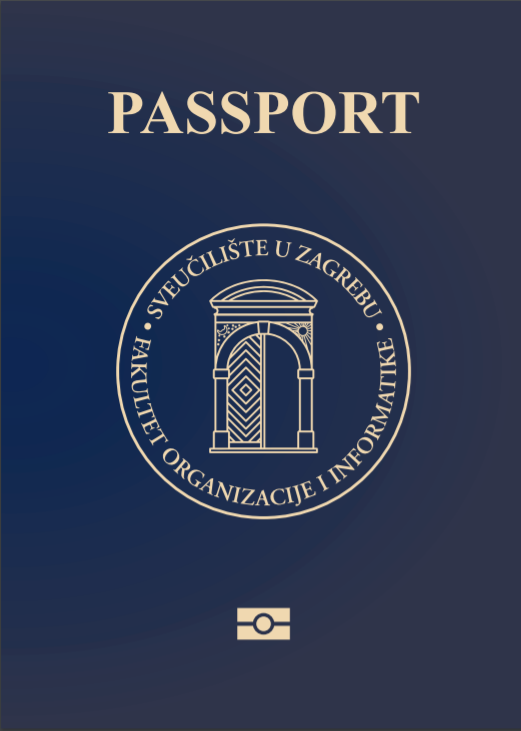 PASSPORT
• SVEUČILIŠTE U ZAGREBU •
FAKULTET ORGANIZACIJE I INFORMATIKE